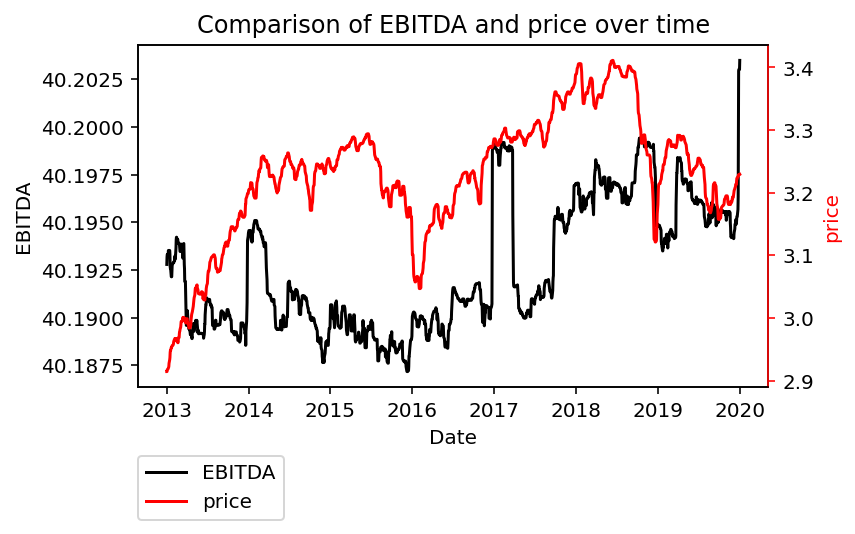 Comparison of EBITDA and price over time
EBITDA
40.2025
40.2000
40.1975
40.1950
40.1925
40.1900
40.1875
3.4
3.3
3.2
3.1
3.0
2.9
price
2013 2014 2015 2016 2017 2018 2019 2020
Date
EBITDA
price